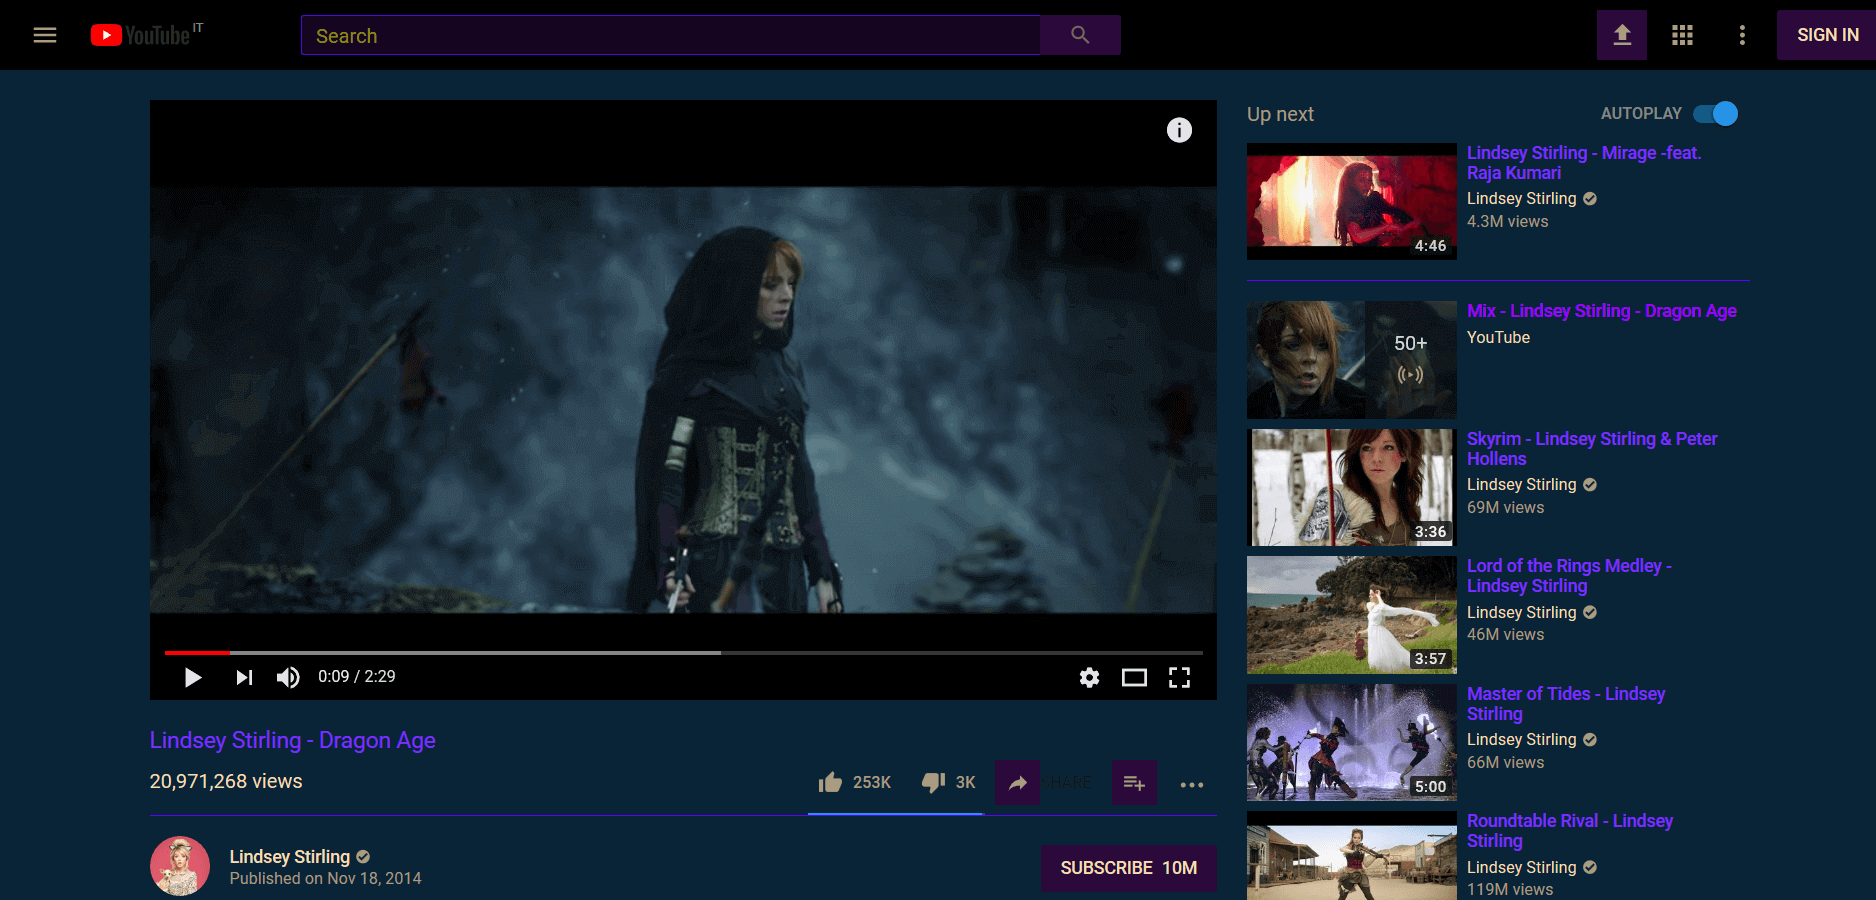 YouTube IT
Search
SIGN IN
Up next
AUTOPLAY
Lindsey Stirling - Mirage -feat.
Raja Kumari
Lindsey Stirling
4.3M views
4:46
Mix - Lindsey Stirling - Dragon Age
YouTube
50+
Skyrim - Lindsey Stirling & Peter
Hollens
Lindsey Stirling
69M views
3:36
Lord of the Rings Medley -
Lindsey Stirling
Lindsey Stirling
46M views
3:57
Master of Tides - Lindsey
Stirling
Lindsey Stirling
66M views
5:00
Roundtable Rival - Lindsey
Stirling
Lindsey Stirling
119M views
0:09 / 2:29
Lindsey Stirling - Dragon Age
20,971,268 views
253K
3K
SHARE
Lindsey Stirling
Published on Nov 18, 2014
SUBSCRIBE 10M